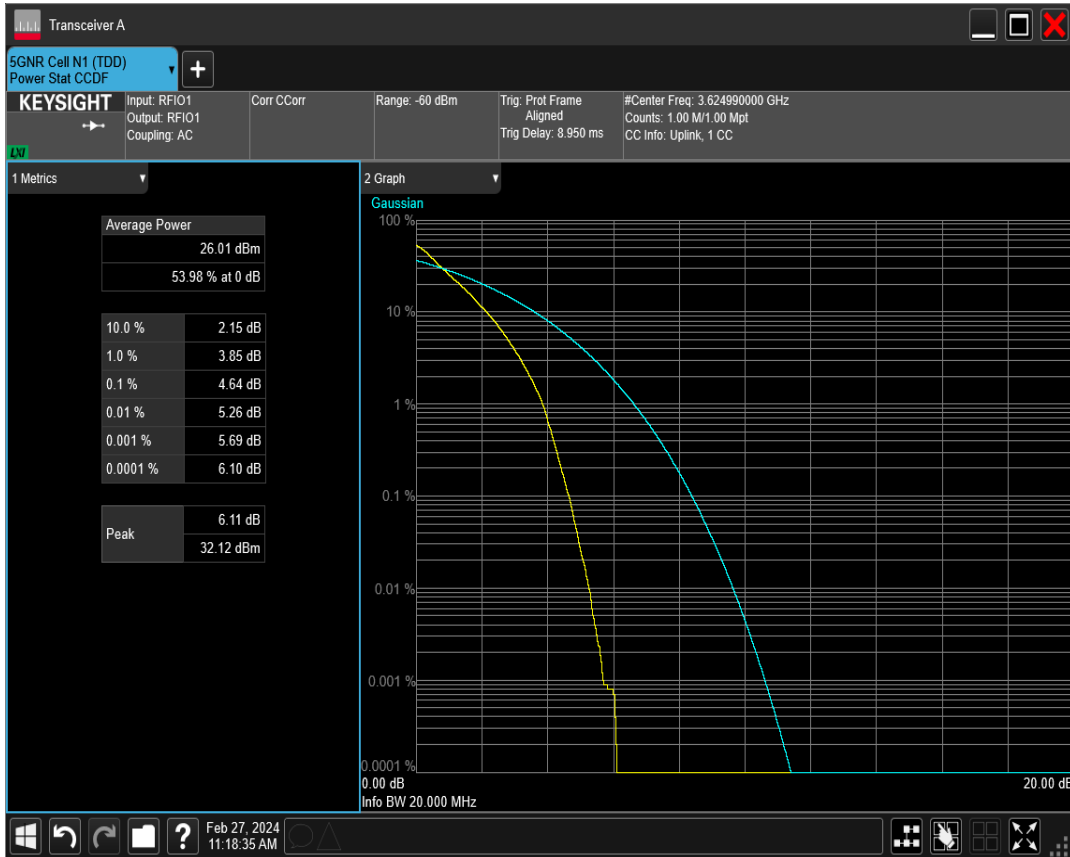 Transceiver A
5GNR Cell N1 (TDD)
Power Stat CCDF
+
KEYSIGHT
LXI
Input: RFIO1
Output: RFIO1
Coupling: AC
Corr CCorr
Range: -60 dBm
Trig: Prot Frame
Aligned
Trig Delay: 8.950 ms
#Center Freq: 3.624990000 GHz
Counts: 1.00 M/1.00 Mpt
CC Info: Uplink, 1 CC
1 Metrics
Average Power
26.01 dBm
53.98 % at 0 dB
10.0 % 2.15 dB
1.0 % 3.85 dB
0.1 % 4.64 dB
0.01 % 5.26 dB
0.001 % 5.69 dB
0.0001 % 6.10 dB
Peak 6.11 dB
32.12 dBm
2 Graph
Gaussian
100 %
10 %
1 %
0.1 %
0.01 %
0.001 %
0.0001 %
0.00 dB 20.00 dB
Info BW 20.000 MHz
?
Feb 27, 2024
11:18:35 AM